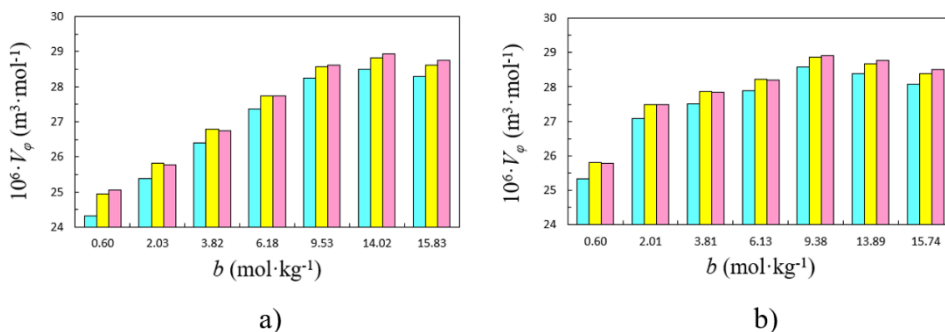 10⁶·Vφ (m³·mol⁻¹)
30
29
28
27
26
25
24
0.60 2.03 3.82 6.18 9.53 14.02 15.83
b (mol·kg⁻¹)
a)
10⁶·Vφ (m³·mol⁻¹)
30
29
28
27
26
25
24
0.60 2.01 3.81 6.13 9.38 13.89 15.74
b (mol·kg⁻¹)
b)